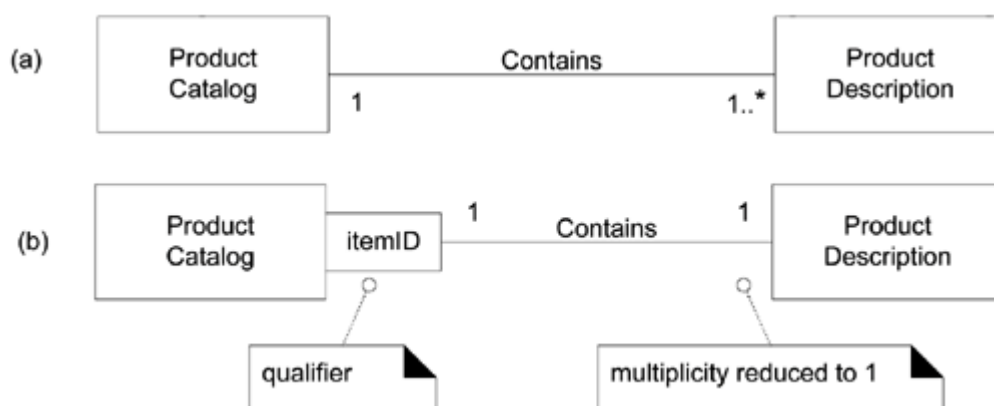 (a)
Product
Catalog
Contains
1
1..*
Product
Description
(b)
Product
Catalog
itemID
1
Contains
1
Product
Description
qualifier
multiplicity reduced to 1